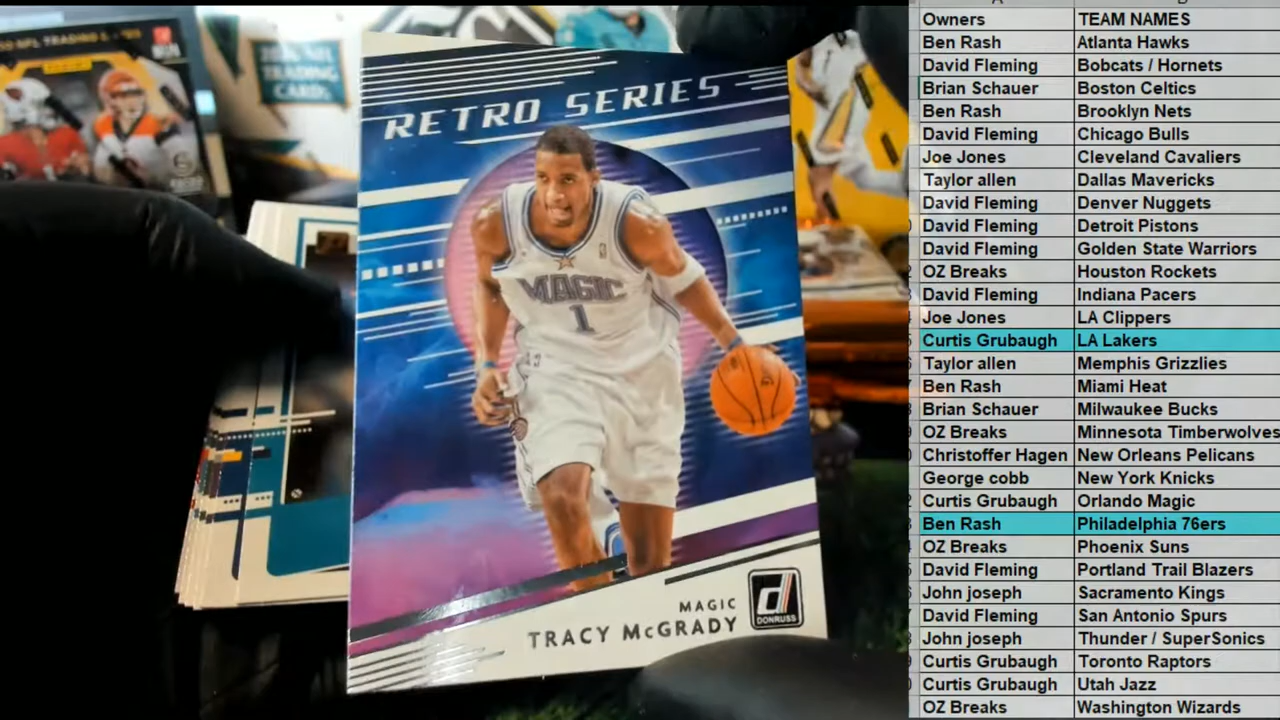 NFL TRADING
TRADING
CARDS
RETRO SERIES
MAGIC
1
MAGIC
TRACY McGRADY
d
DONRUSS
Owners TEAM NAMES
Ben Rash Atlanta Hawks
David Fleming Bobcats / Hornets
Brian Schauer Boston Celtics
Ben Rash Brooklyn Nets
David Fleming Chicago Bulls
Joe Jones Cleveland Cavaliers
Taylor allen Dallas Mavericks
David Fleming Denver Nuggets
David Fleming Detroit Pistons
David Fleming Golden State Warriors
OZ Breaks Houston Rockets
David Fleming Indiana Pacers
Joe Jones LA Clippers
Curtis Grubaugh LA Lakers
Taylor allen Memphis Grizzlies
Ben Rash Miami Heat
Brian Schauer Milwaukee Bucks
OZ Breaks Minnesota Timberwolves
Christoffer Hagen New Orleans Pelicans
George cobb New York Knicks
Curtis Grubaugh Orlando Magic
Ben Rash Philadelphia 76ers
OZ Breaks Phoenix Suns
David Fleming Portland Trail Blazers
John joseph Sacramento Kings
David Fleming San Antonio Spurs
John joseph Thunder / SuperSonics
Curtis Grubaugh Toronto Raptors
Curtis Grubaugh Utah Jazz
OZ Breaks Washington Wizards